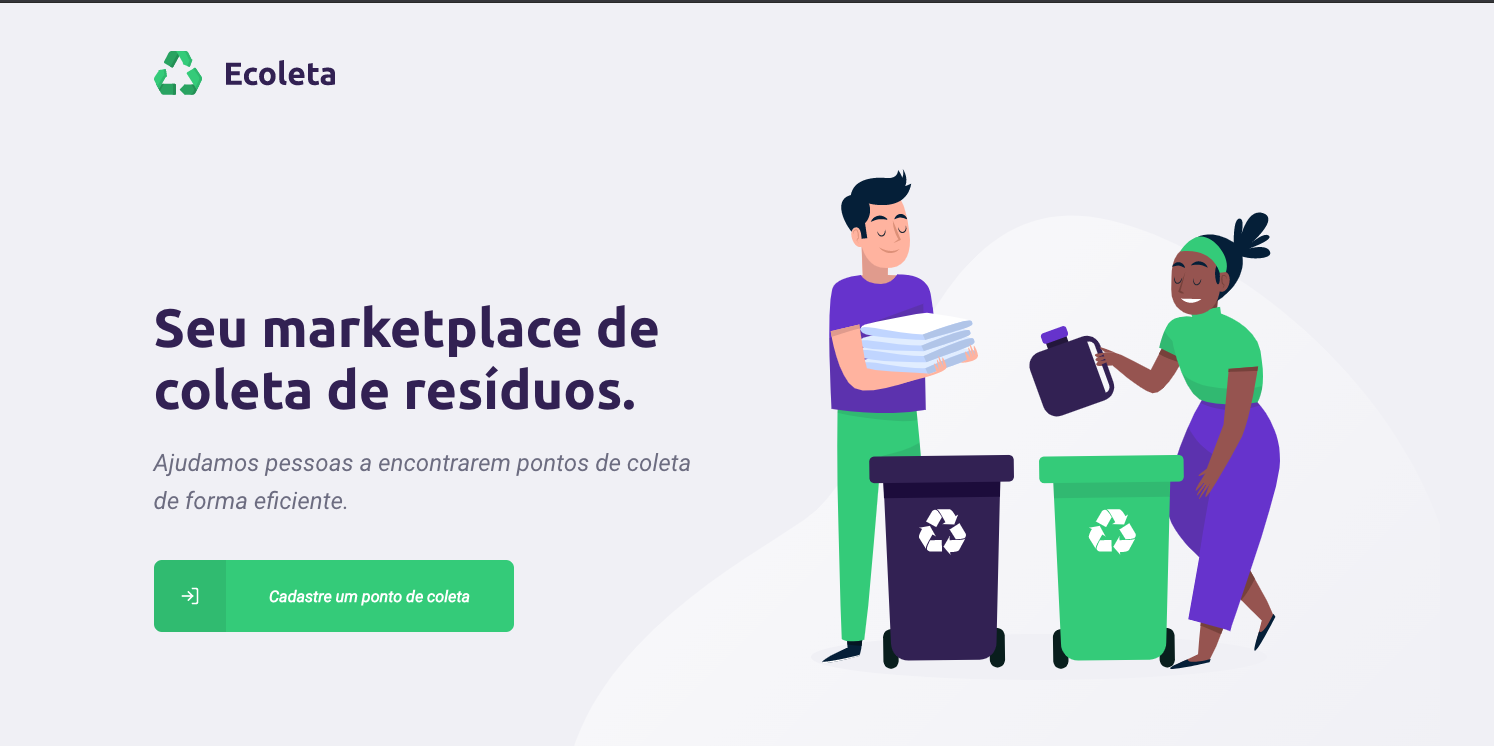 Ecoleta
Seu marketplace de
coleta de resíduos.
Ajudamos pessoas a encontrarem pontos de coleta
de forma eficiente.
Cadastre um ponto de coleta